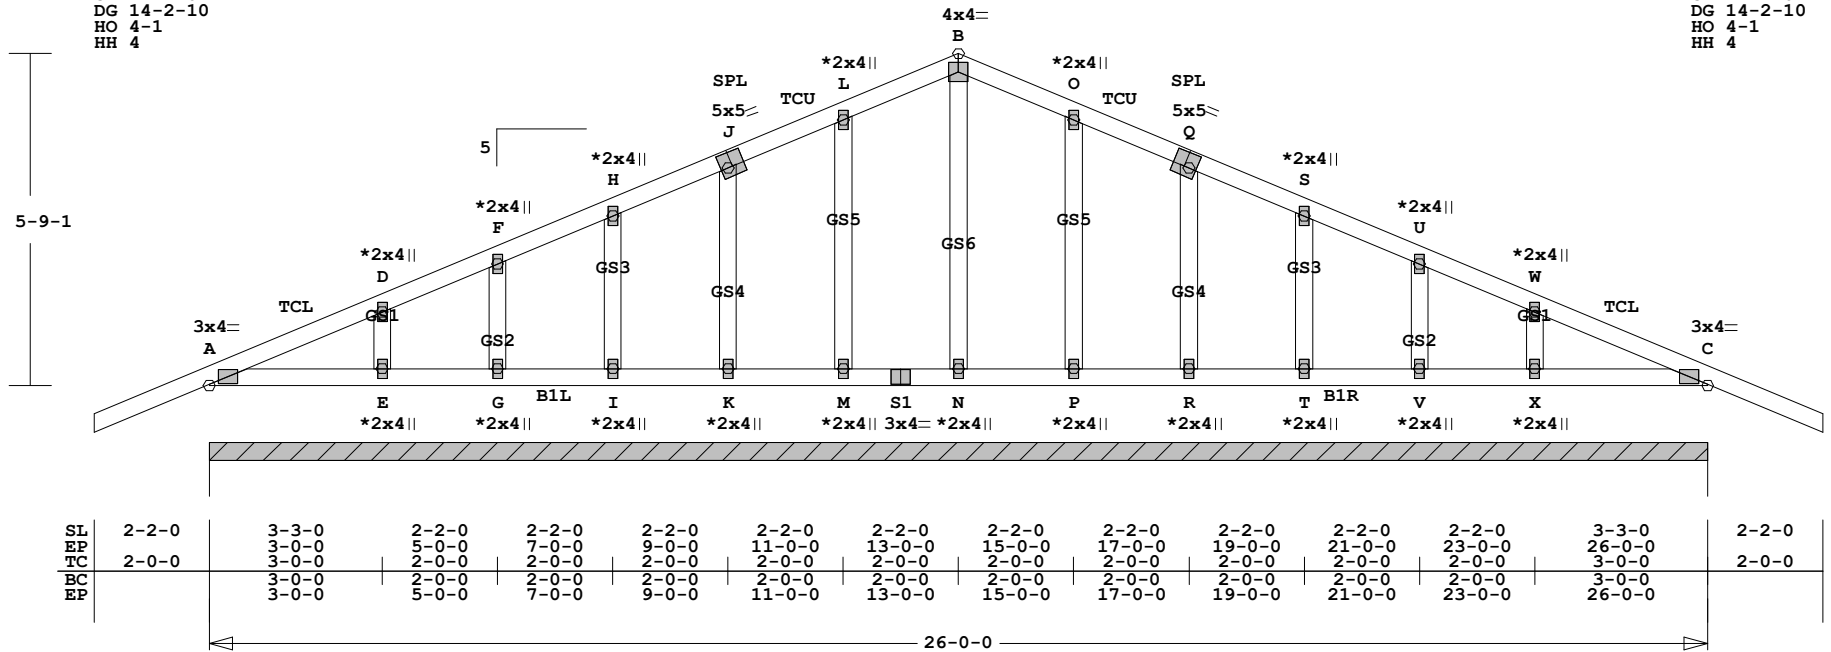 DG 14-2-10
HO 4-1
HH 4
DG 14-2-10
HO 4-1
HH 4
4x4=
B
*2x4||
L
*2x4||
O
SPL
TCU
TCU
SPL
5x5=
J
5x5=
Q
5
*2x4||
H
*2x4||
S
*2x4||
F
*2x4||
U
5-9-1
GS5
GS5
GS6
*2x4||
D
*2x4||
W
GS3
GS3
GS4
GS4
TCL
GS1
GS1
TCL
3x4=
A
3x4=
C
GS2
GS2
E G I K M S1 N P R T V X
B1L B1R
*2x4|| *2x4|| *2x4|| *2x4|| *2x4|| 3x4= *2x4|| *2x4|| *2x4|| *2x4|| *2x4|| *2x4||
SL 2-2-0 3-3-0 2-2-0 2-2-0 2-2-0 2-2-0 2-2-0 2-2-0 2-2-0 2-2-0 2-2-0 2-2-0 3-3-0 2-2-0
EP 3-0-0 5-0-0 7-0-0 9-0-0 11-0-0 13-0-0 15-0-0 17-0-0 19-0-0 21-0-0 23-0-0 26-0-0
TC 2-0-0 3-0-0 2-0-0 2-0-0 2-0-0 2-0-0 2-0-0 2-0-0 2-0-0 2-0-0 2-0-0 2-0-0 3-0-0 2-0-0
BC 3-0-0 2-0-0 2-0-0 2-0-0 2-0-0 2-0-0 2-0-0 2-0-0 2-0-0 2-0-0 2-0-0 3-0-0
EP 3-0-0 5-0-0 7-0-0 9-0-0 11-0-0 13-0-0 15-0-0 17-0-0 19-0-0 21-0-0 23-0-0 26-0-0
26-0-0